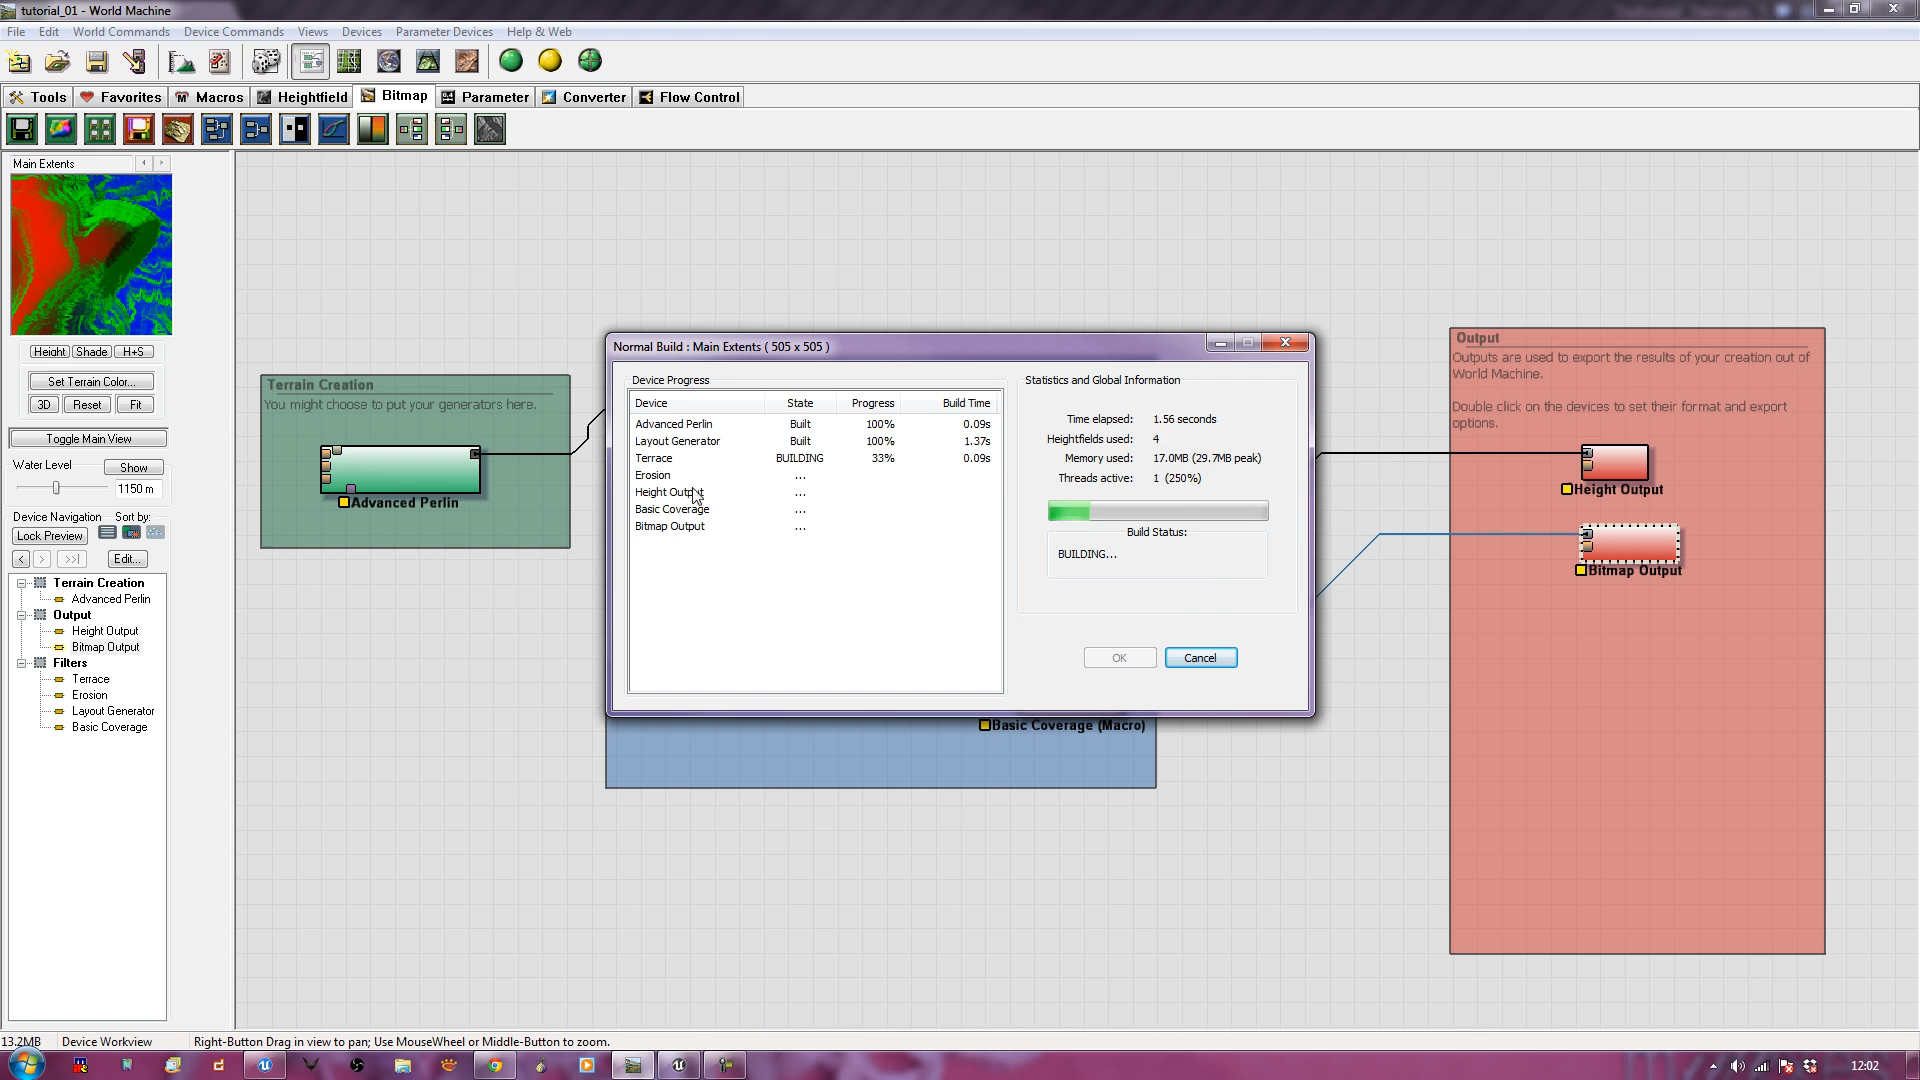 tutorial_01 - World Machine
File Edit World Commands Device Commands Views Devices Parameter Devices Help & Web
Tools Favorites Macros Heightfield Bitmap Parameter Converter Flow Control
Main Extents
Height Shade H+S
Set Terrain Color...
3D Reset Fit
Toggle Main View
Water Level Show
1150 m
Device Navigation Sort by:
Lock Preview
< > >>| Edit...
Terrain Creation
Advanced Perlin
Output
Height Output
Bitmap Output
Filters
Terrace
Erosion
Layout Generator
Basic Coverage
Terrain Creation
You might choose to put your generators here.
Advanced Perlin
Normal Build : Main Extents ( 505 x 505 )
Device Progress
Device State Progress Build Time
Advanced Perlin Built 100% 0.09s
Layout Generator Built 100% 1.37s
Terrace BUILDING 33% 0.09s
Erosion ...
Height Output ...
Basic Coverage ...
Bitmap Output ...
Statistics and Global Information
Time elapsed: 1.56 seconds
Heightfields used: 4
Memory used: 17.0MB (29.7MB peak)
Threads active: 1 (250%)
Build Status:
BUILDING...
OK Cancel
Basic Coverage (Macro)
Output
Outputs are used to export the results of your creation out of
World Machine.
Double click on the devices to set their format and export
options.
Height Output
Bitmap Output
13.2MB Device Workview Right-Button Drag in view to pan; Use MouseWheel or Middle-Button to zoom.
12:02